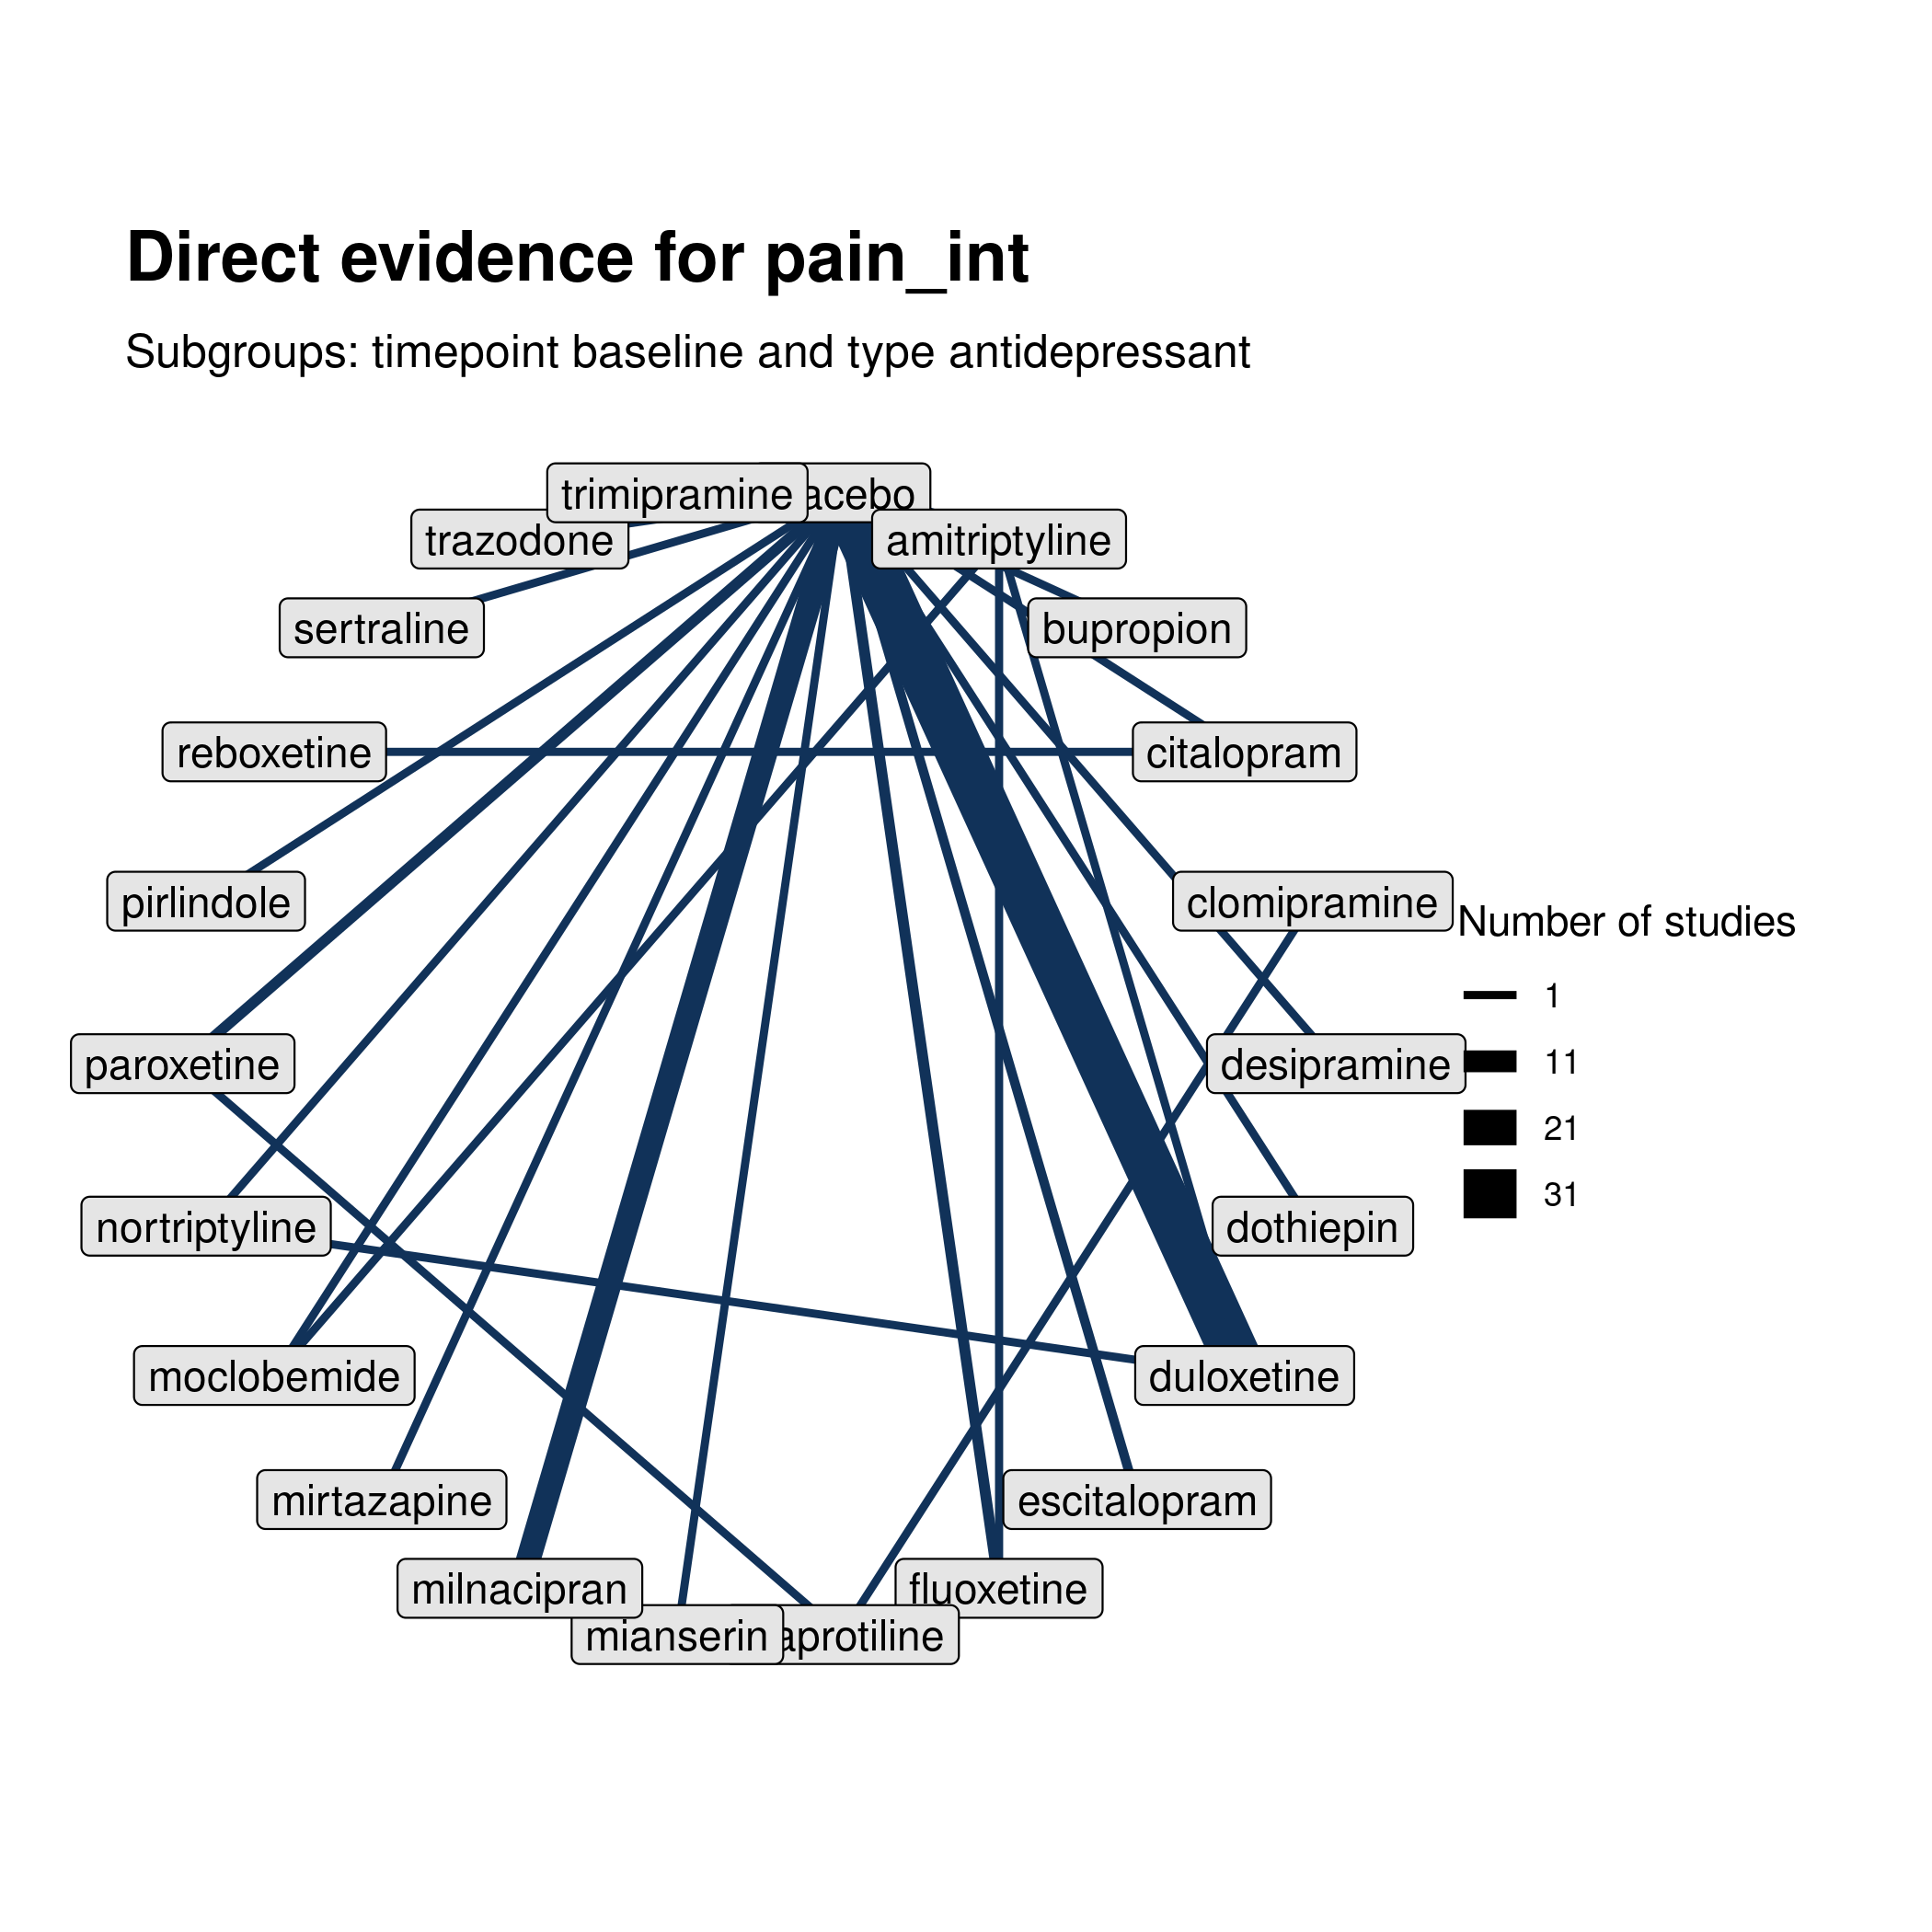 Direct evidence for pain_int
Subgroups: timepoint baseline and type antidepressant
trimipramine
acebo
trazodone
amitriptyline
sertraline
bupropion
reboxetine
citalopram
pirlindole
clomipramine
Number of studies
1
paroxetine
desipramine
11
21
nortriptyline
dothiepin
31
moclobemide
duloxetine
mirtazapine
escitalopram
milnacipran
fluoxetine
mianserin
aprotiline